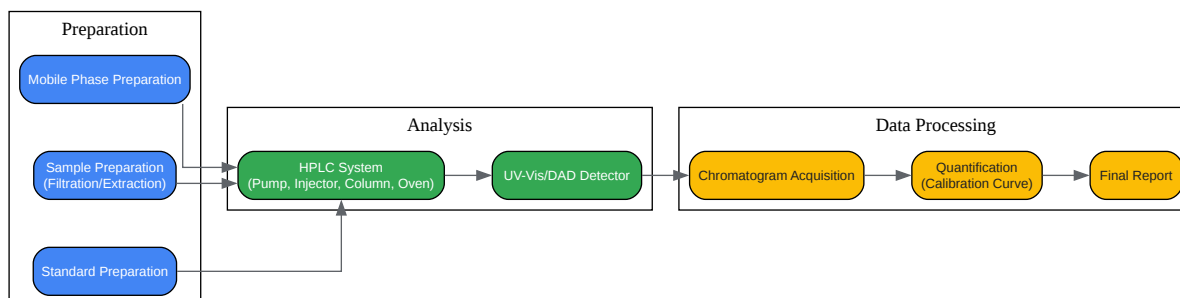 Preparation
Mobile Phase Preparation
Sample Preparation
(Filtration/Extraction)
Standard Preparation
Analysis
HPLC System
(Pump, Injector, Column, Oven)
UV-Vis/DAD Detector
Data Processing
Chromatogram Acquisition
Quantification
(Calibration Curve)
Final Report